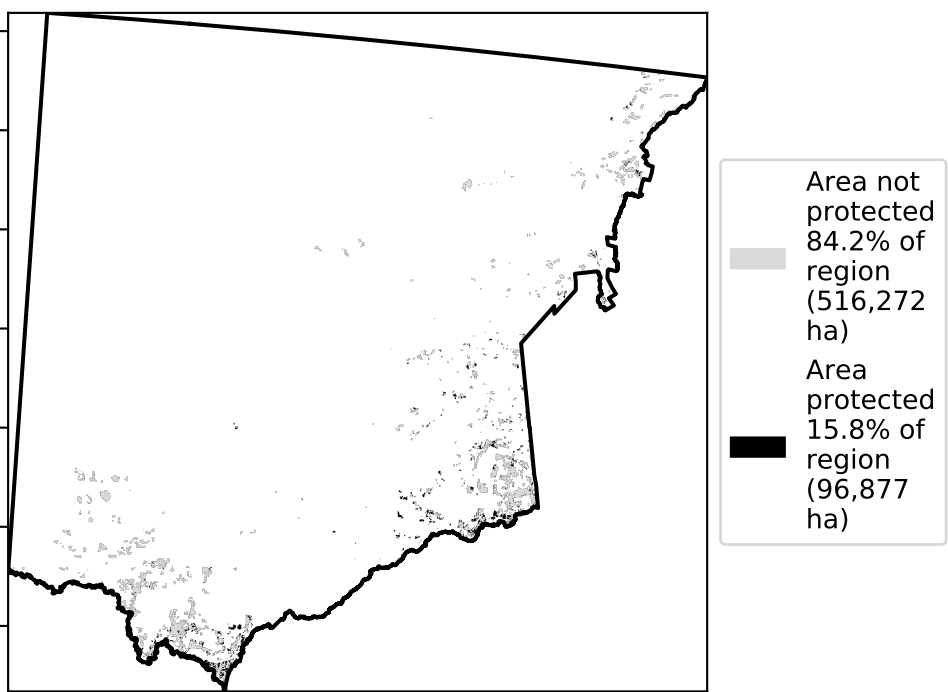 Area not
protected
84.2% of
region
(516,272
ha)
Area
protected
15.8% of
region
(96,877
ha)